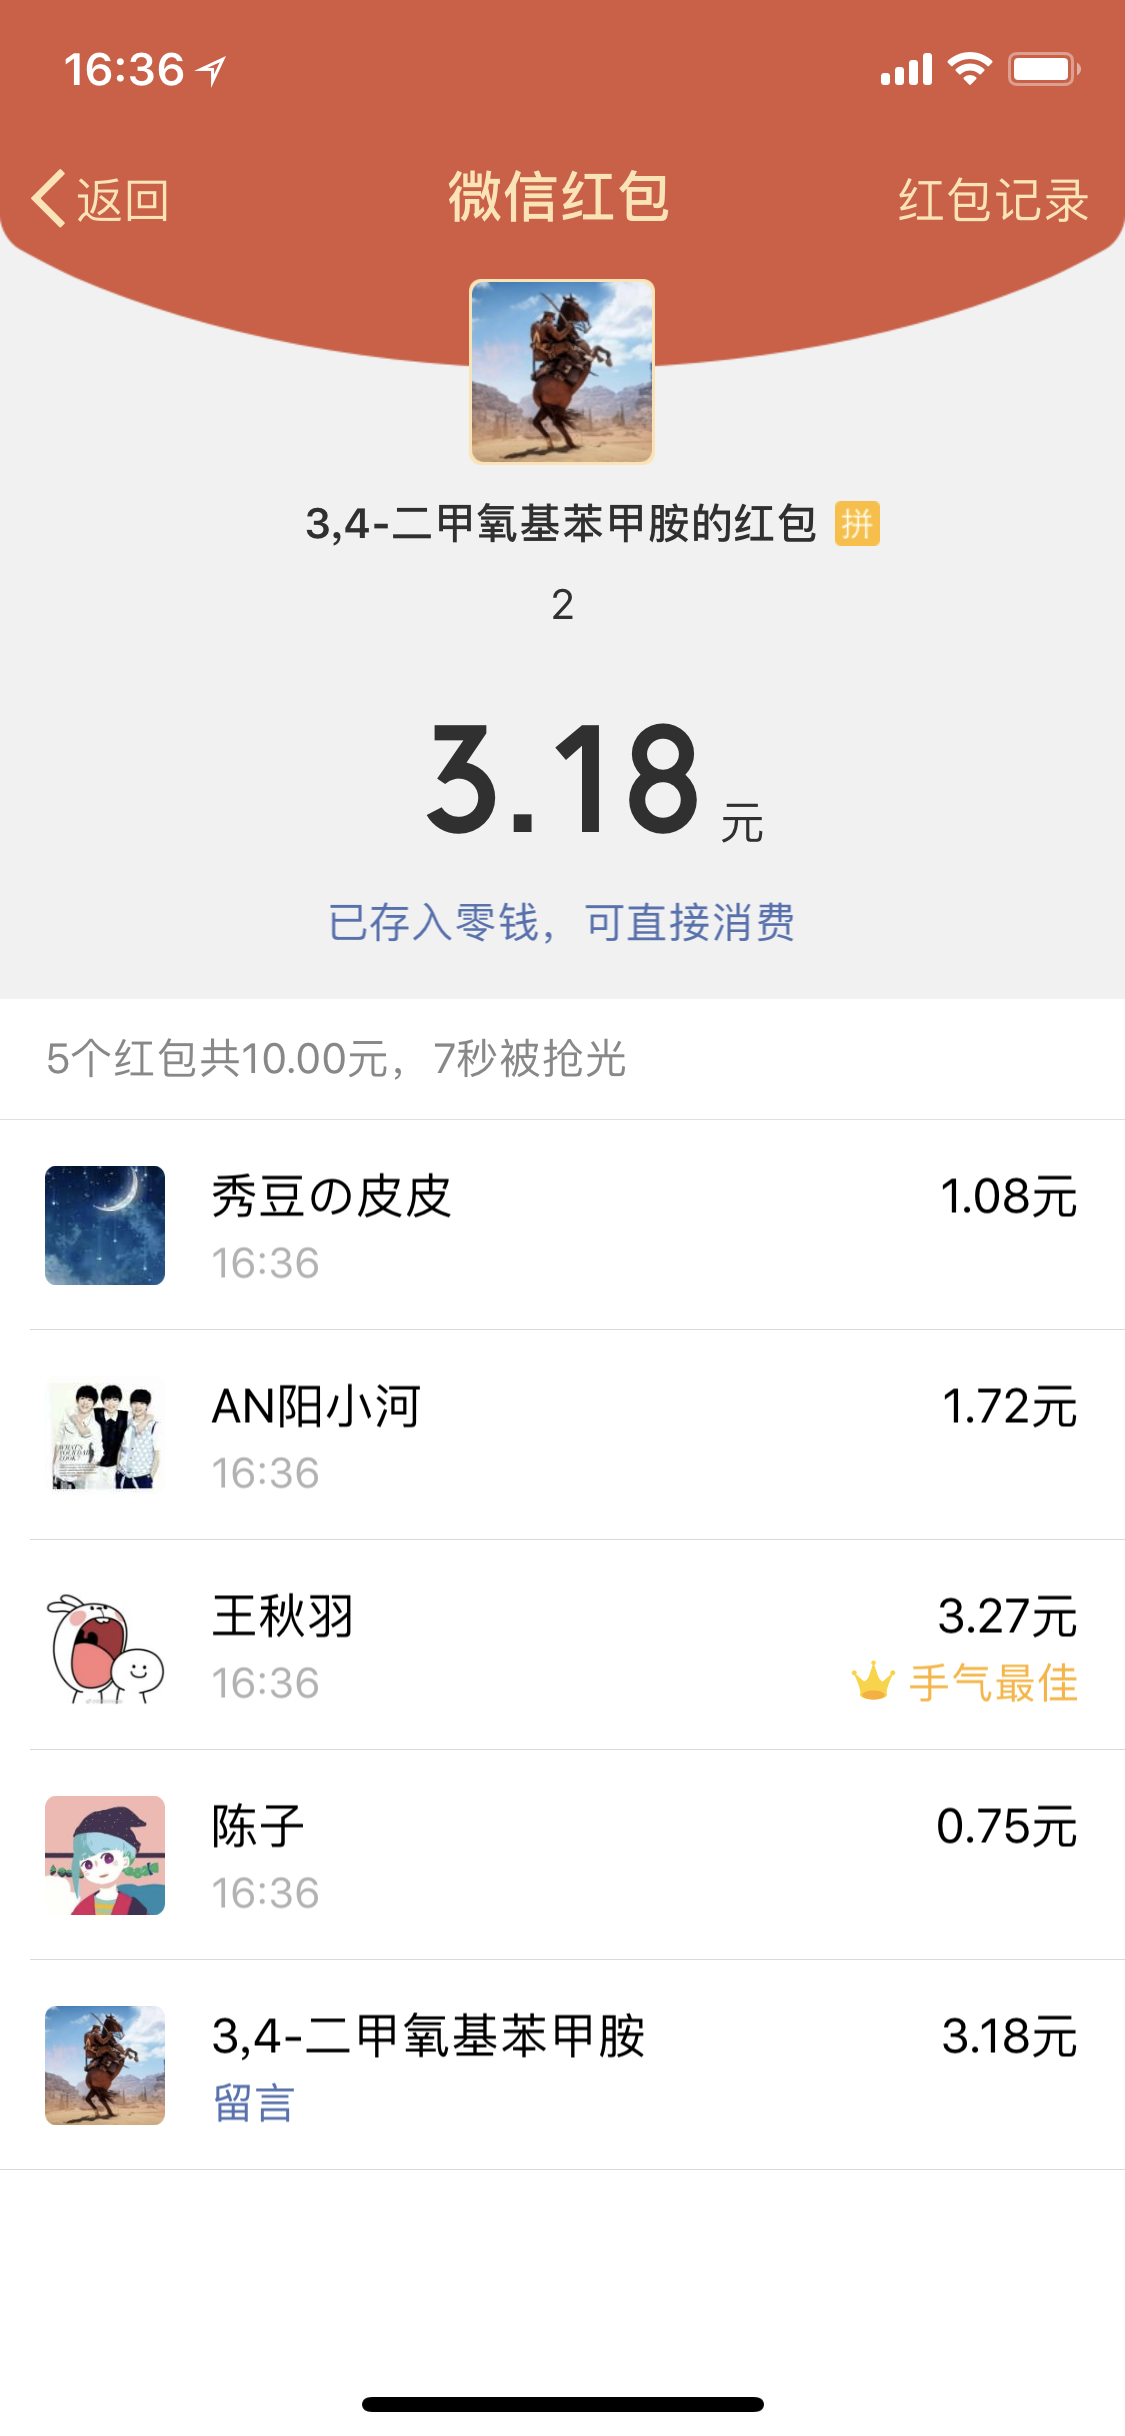 16:36
返回
微信红包
红包记录
3,4-二甲氧基苯甲胺的红包 拼
2
3.18 元
已存入零钱，可直接消费
5个红包共10.00元，7秒被抢光
秀豆の皮皮
1.08元
16:36
AN阳小河
1.72元
16:36
王秋羽
3.27元
16:36
手气最佳
陈子
0.75元
16:36
3,4-二甲氧基苯甲胺
3.18元
留言